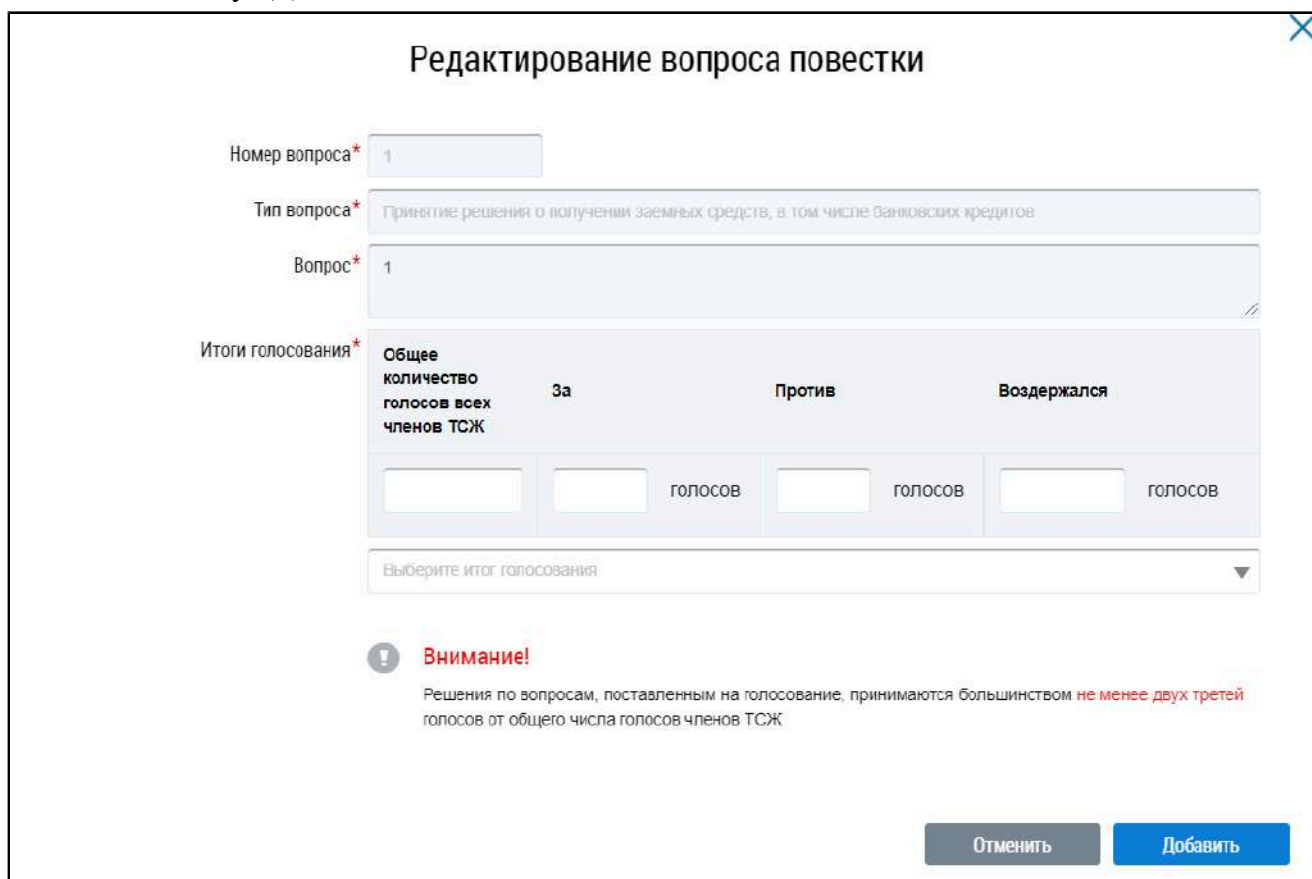 Редактирование вопроса повестки
Номер вопроса* 1
Тип вопроса* Принятие решения о получении заемных средств, в том числе банковских кредитов
Вопрос* 1
Итоги голосования*
Общее
количество
голосов всех
членов ТСЖ
За Против Воздержался
голосов голосов голосов
Выберите итог голосования
Внимание!
Решения по вопросам, поставленным на голосование, принимаются большинством не менее двух третей
голосов от общего числа голосов членов ТСЖ
Отменить Добавить